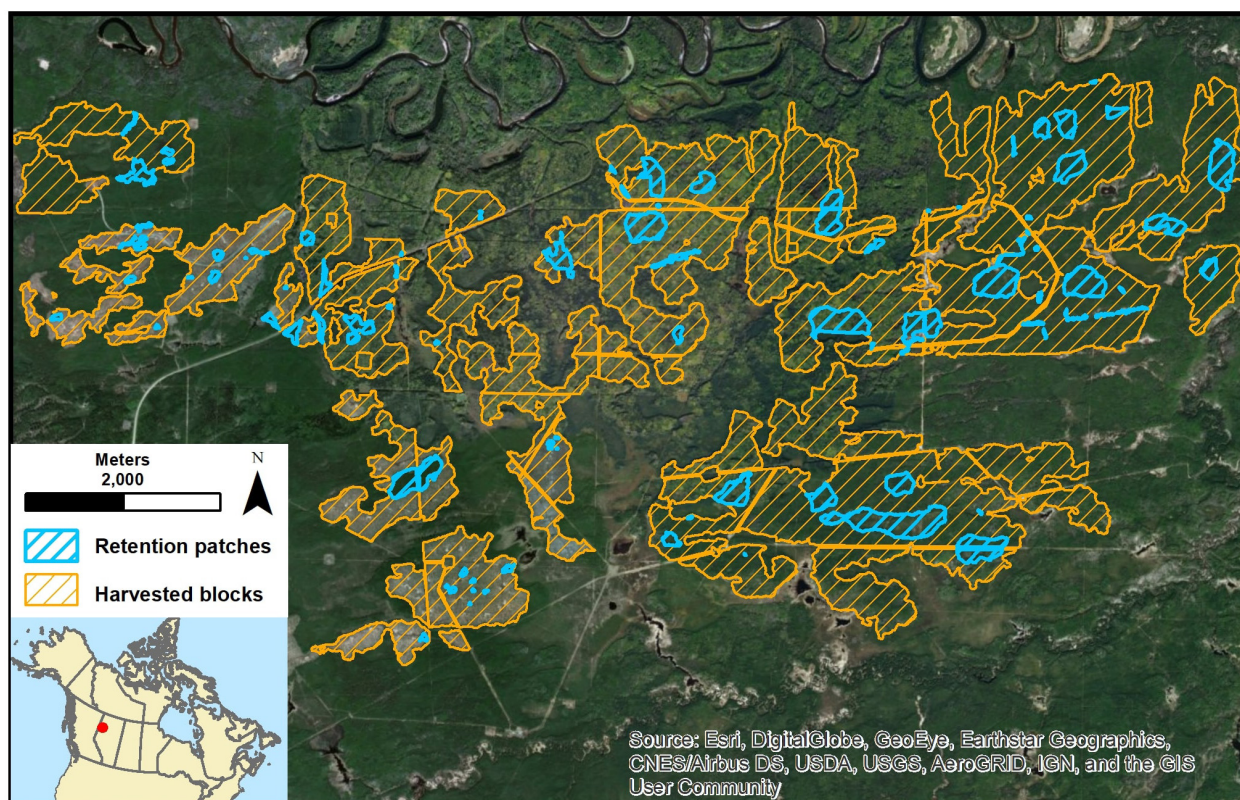 Meters
2,000
N
Retention patches
Harvested blocks
Source: Esri, DigitalGlobe, GeoEye, Earthstar Geographics,
CNES/Airbus DS, USDA, USGS, AeroGRID, IGN, and the GIS
User Community